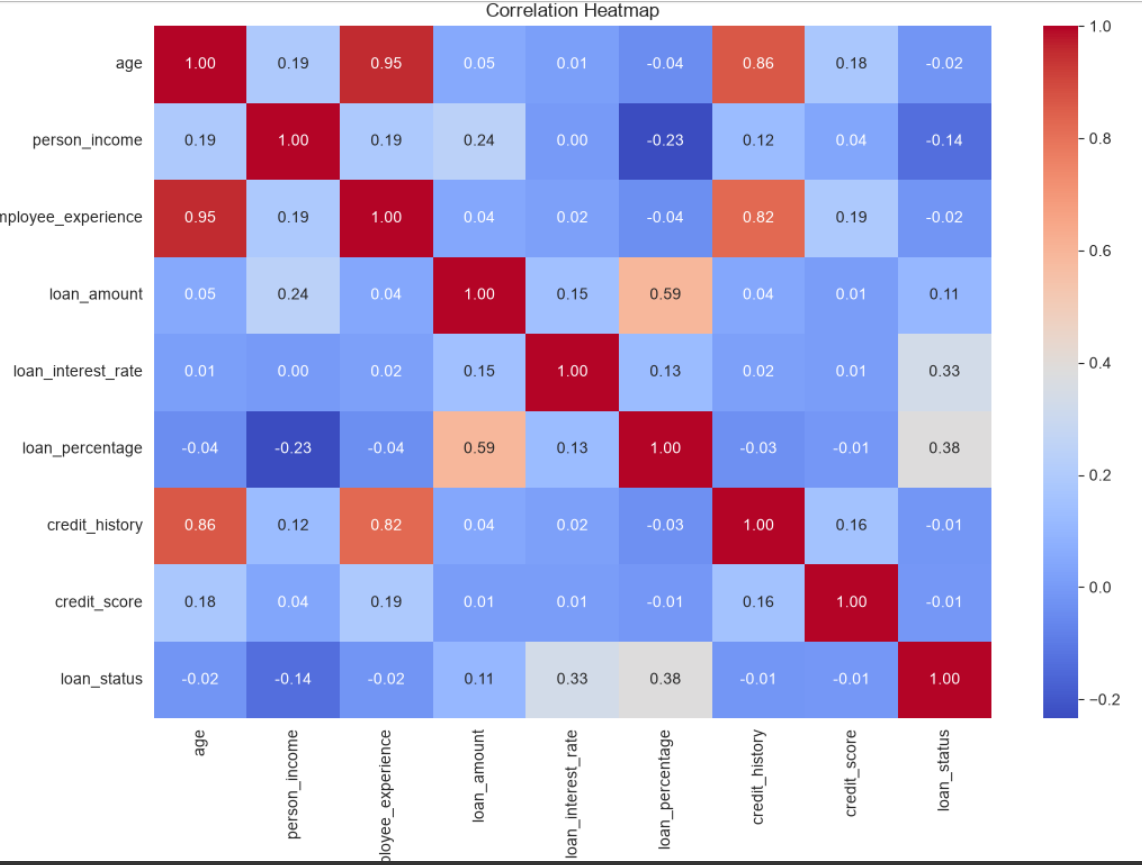 Correlation Heatmap
age 1.00 0.19 0.95 0.05 0.01 -0.04 0.86 0.18 -0.02
person_income 0.19 1.00 0.19 0.24 0.00 -0.23 0.12 0.04 -0.14
mployee_experience 0.95 0.19 1.00 0.04 0.02 -0.04 0.82 0.19 -0.02
loan_amount 0.05 0.24 0.04 1.00 0.15 0.59 0.04 0.01 0.11
loan_interest_rate 0.01 0.00 0.02 0.15 1.00 0.13 0.02 0.01 0.33
loan_percentage -0.04 -0.23 -0.04 0.59 0.13 1.00 -0.03 -0.01 0.38
credit_history 0.86 0.12 0.82 0.04 0.02 -0.03 1.00 0.16 -0.01
credit_score 0.18 0.04 0.19 0.01 0.01 -0.01 0.16 1.00 -0.01
loan_status -0.02 -0.14 -0.02 0.11 0.33 0.38 -0.01 -0.01 1.00
age
person_income
ployee_experience
loan_amount
loan_interest_rate
loan_percentage
credit_history
credit_score
loan_status
1.0
0.8
0.6
0.4
0.2
0.0
−0.2